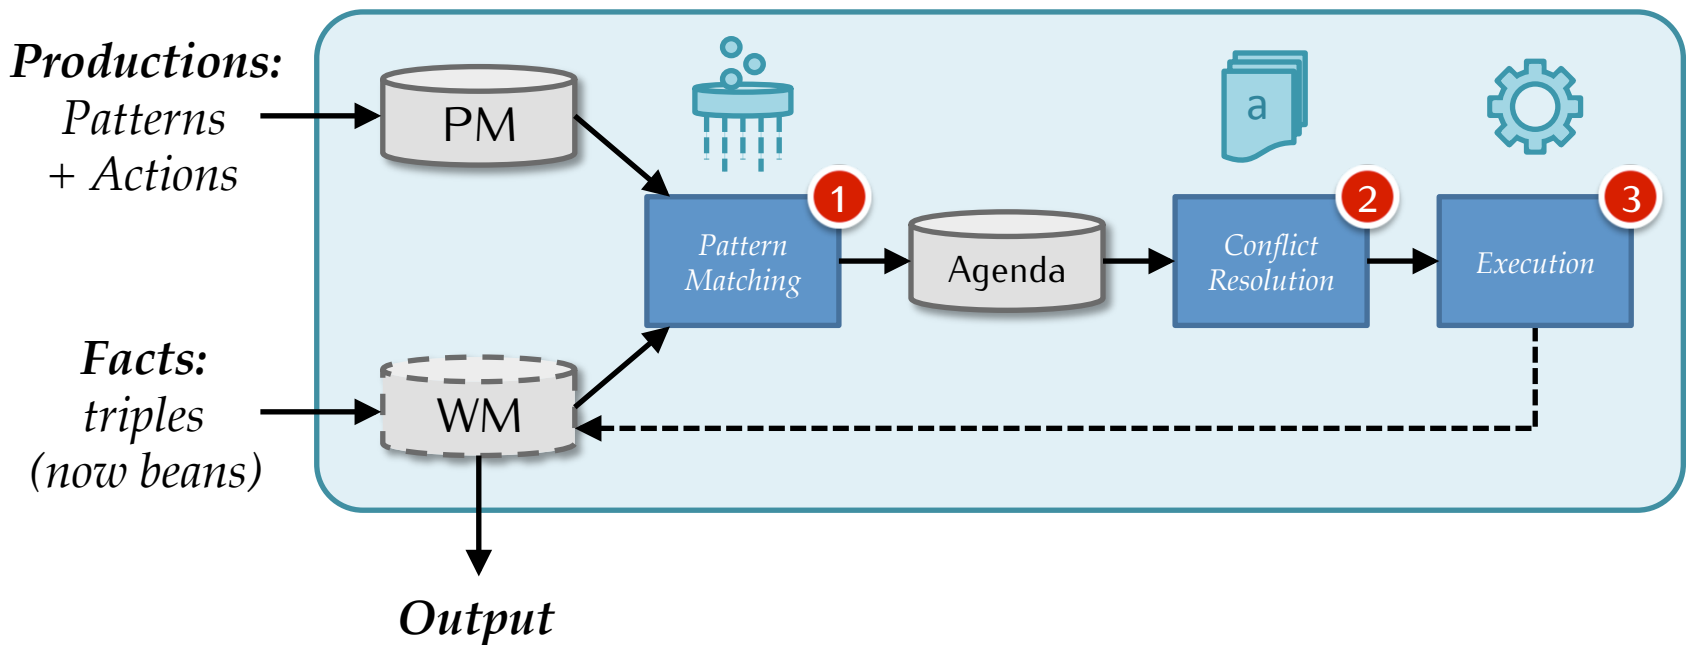 Productions:
Patterns
+ Actions
PM
a
1
2
3
Pattern
Matching
Agenda
Conflict
Resolution
Execution
Facts:
triples
(now beans)
WM
Output